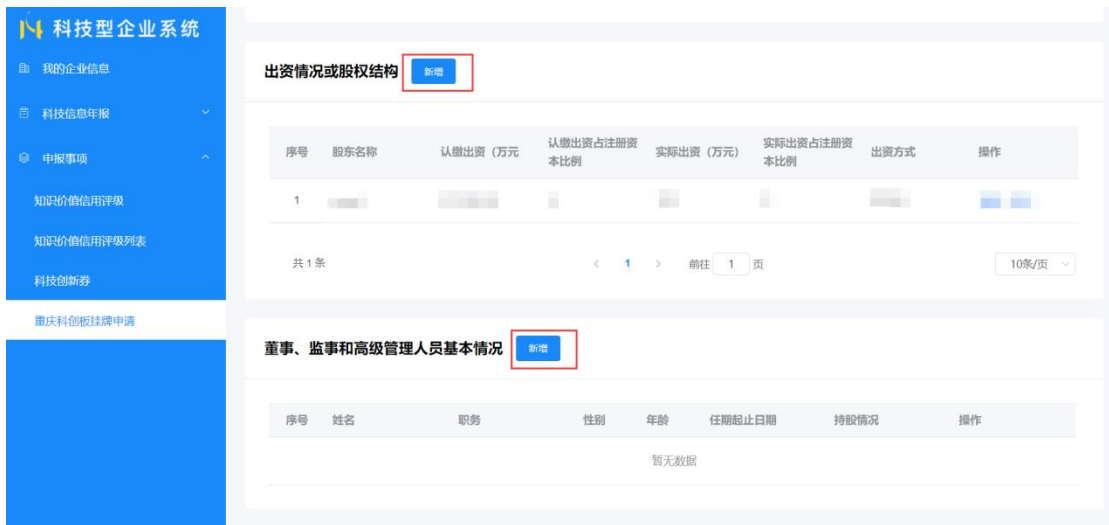 科技型企业系统
我的企业信息
科技信息年报
申报事项
知识价值信用评级
知识价值信用评级列表
科技创新券
重庆科创板挂牌申请
出资情况或股权结构 新增
序号 股东名称 认缴出资（万元 认缴出资占注册资本比例 实际出资（万元） 实际出资占注册资本比例 出资方式 操作
1
共1条 1 前往 1 页 10条/页
董事、监事和高级管理人员基本情况 新增
序号 姓名 职务 性别 年龄 任期起止日期 持股情况 操作
暂无数据